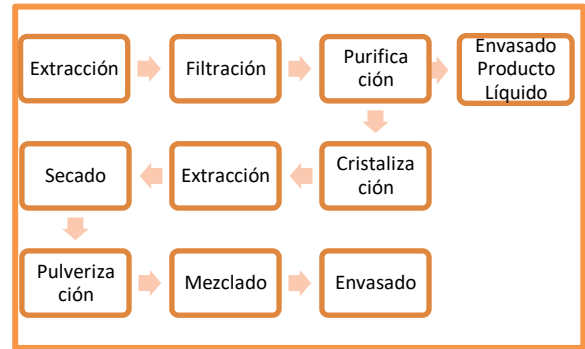 Extracción
Filtración
Purifica
ción
Envasado
Producto
Líquido
Secado
Extracción
Cristaliza
ción
Pulveriza
ción
Mezclado
Envasado